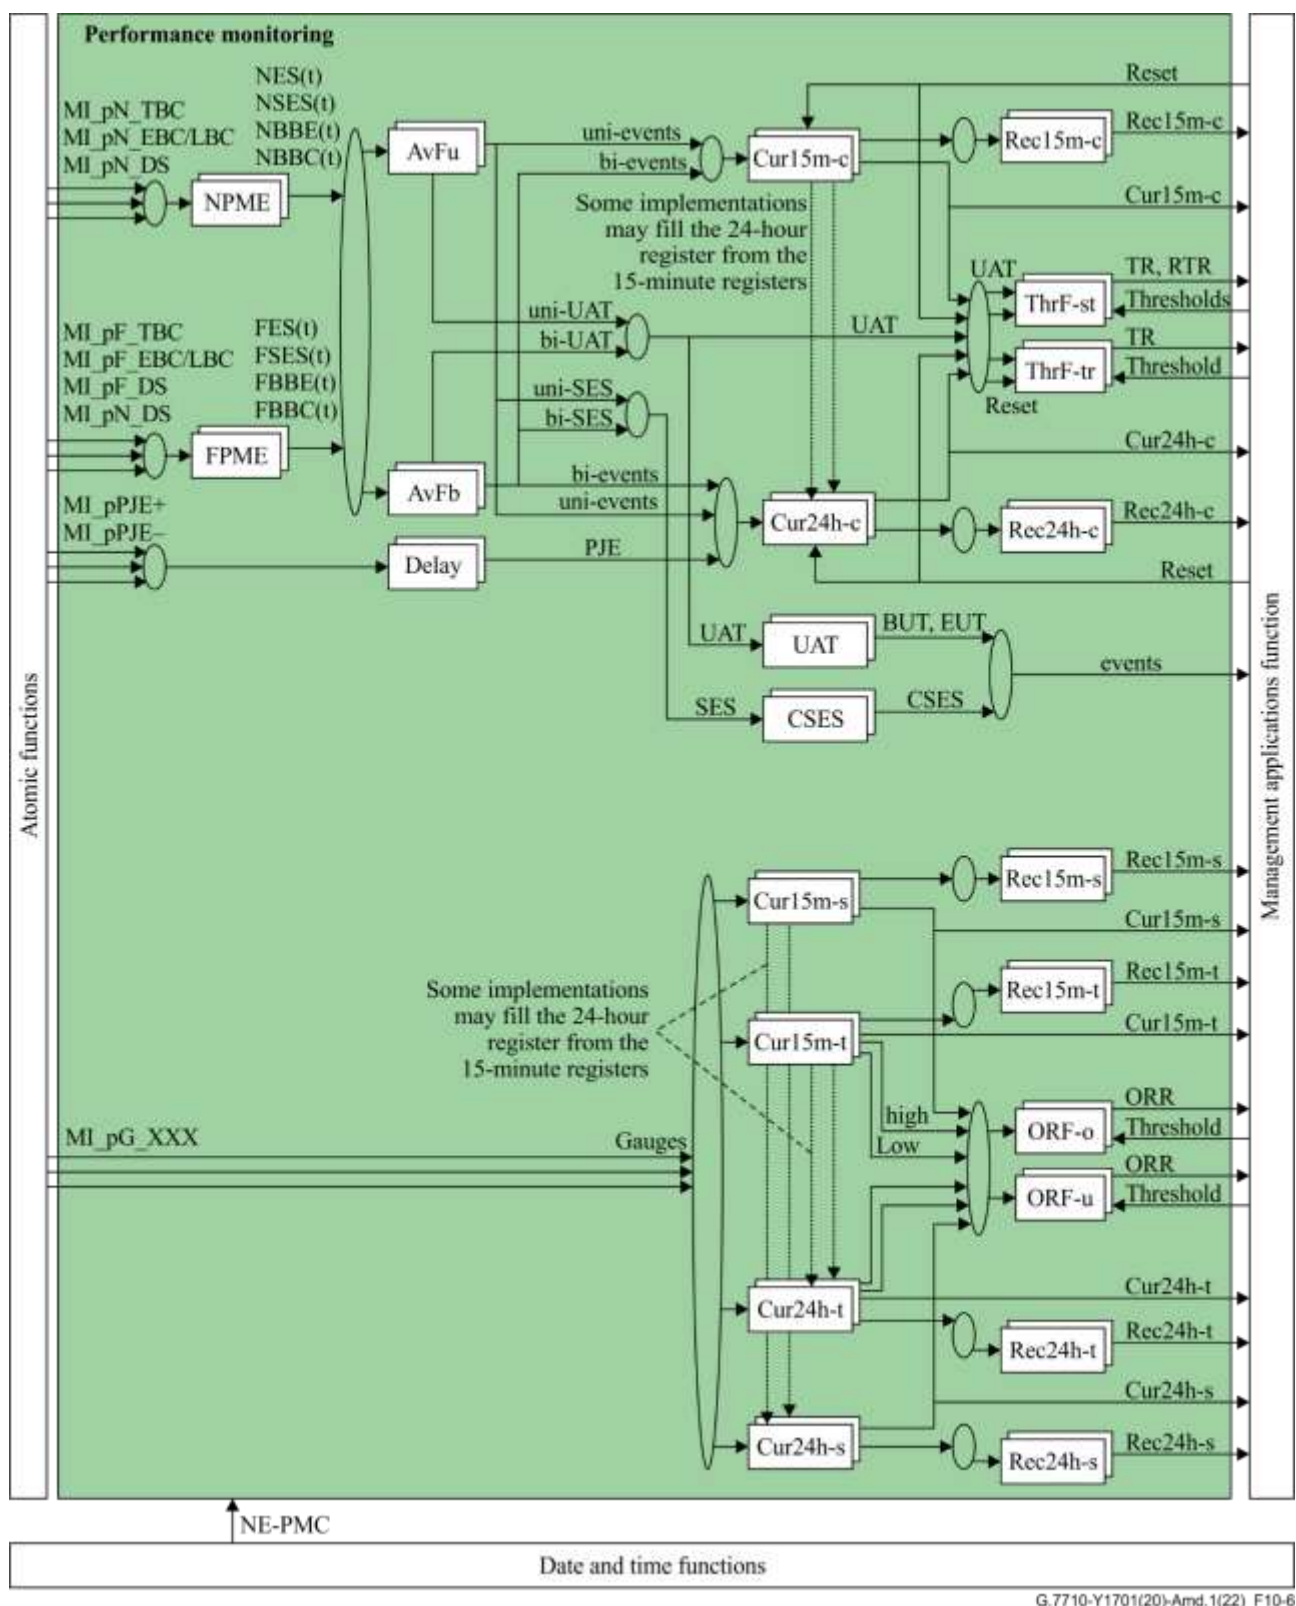 Performance monitoring
NES(t)
NSES(t)
NBBE(t)
NBBC(t)
MI_pN_TBC
MI_pN_EBC/LBC
MI_pN_DS
NPME
AvFu
uni-events
bi-events
Cur15m-c
Reset
Rec15m-c
Rec15m-c
Cur15m-c
Some implementations
may fill the 24-hour
register from the
15-minute registers
UAT
ThrF-st
TR, RTR
Thresholds
ThrF-tr
TR
Threshold
Reset
MI_pF_TBC
MI_pF_EBC/LBC
MI_pF_DS
MI_pN_DS
FES(t)
FSES(t)
FBBE(t)
FBBC(t)
FPME
uni-UAT
bi-UAT
UAT
uni-SES
bi-SES
AvFb
bi-events
uni-events
Cur24h-c
Cur24h-c
Rec24h-c
Rec24h-c
MI_pPJE+
MI_pPJE−
Delay
PJE
Reset
UAT
UAT
BUT, EUT
events
SES
CSES
CSES
Atomic functions
Management applications function
Cur15m-s
Rec15m-s
Rec15m-s
Cur15m-s
Some implementations
may fill the 24-hour
register from the
15-minute registers
Cur15m-t
Rec15m-t
Rec15m-t
Cur15m-t
MI_pG_XXX
Gauges
high
Low
ORF-o
ORR
Threshold
ORF-u
ORR
Threshold
Cur24h-t
Cur24h-t
Rec24h-t
Rec24h-t
Cur24h-s
Cur24h-s
Rec24h-s
Rec24h-s
NE-PMC
Date and time functions
G.7710-Y1701(20)-Amd.1(22)_F10-6